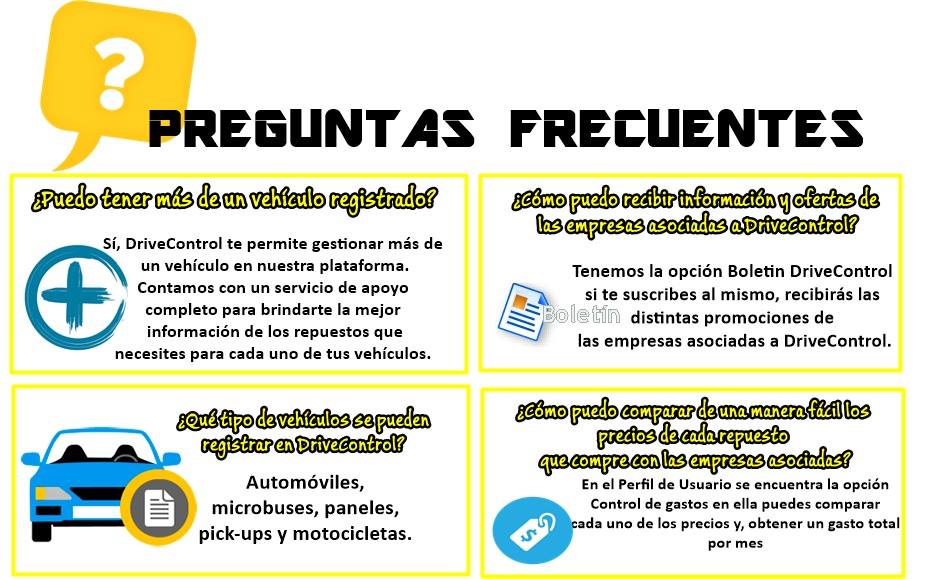 ?
PREGUNTAS FRECUENTES
¿Puedo tener más de un vehículo registrado?
Sí, DriveControl te permite gestionar más de
un vehículo en nuestra plataforma.
Contamos con un servicio de apoyo
completo para brindarte la mejor
información de los repuestos que
necesites para cada uno de tus vehículos.
¿Cómo puedo recibir información y ofertas de
las empresas asociadas a DriveControl?
Tenemos la opción Boletin DriveControl
si te suscribes al mismo, recibirás las
Boletín
distintas promociones de
las empresas asociadas a DriveControl.
¿Qué tipo de vehículos se pueden
registrar en DriveControl?
Automóviles,
microbuses, paneles,
pick-ups y motocicletas.
¿Cómo puedo comparar de una manera fácil los
precios de cada repuesto
que compre con las empresas asociadas?
En el Perfil de Usuario se encuentra la opción
Control de gastos en ella puedes comparar
cada uno de los precios y, obtener un gasto total
por mes
$